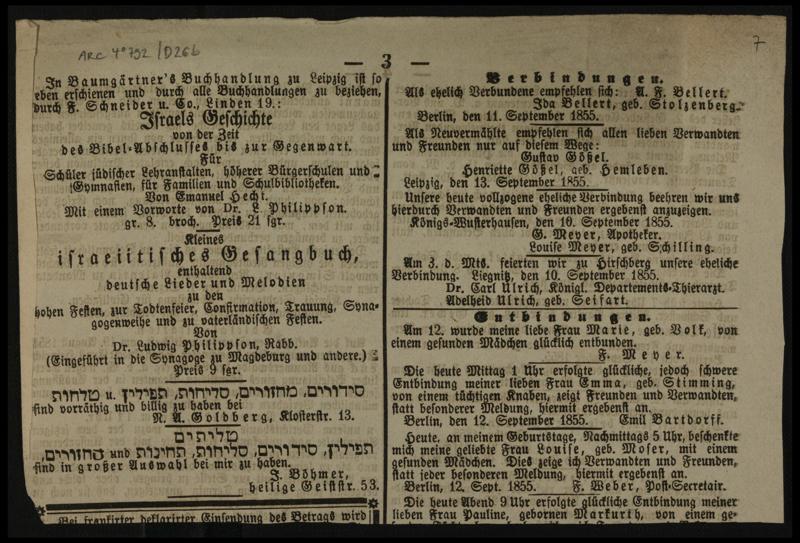 ARC 4° 792 /D26b
7
— 3 —
In Baumgärtner's Buchhandlung zu Leipzig ist so
eben erschienen und durch alle Buchhandlungen zu beziehen,
durch F. Schneider u. Co., Linden 19.:
Israels Geschichte
von der Zeit
des Bibel-Abschlusses bis zur Gegenwart.
Für
Schüler jüdischer Lehranstalten, höherer Bürgerschulen und
Gymnasien, für Familien und Schulbibliotheken.
Von Emanuel Hecht.
Mit einem Vorworte von Dr. L. Philippson.
gr. 8. broch. Preis 21 sgr.
Kleines
israelitisches Gesangbuch,
enthaltend
deutsche Lieder und Melodien
zu den
hohen Festen, zur Todtenfeier, Confirmation, Trauung, Syna-
gogenweihe und zu vaterländischen Festen.
Von
Dr. Ludwig Philippson, Rabb.
(Eingeführt in die Synagoge zu Magdeburg und andere.)
Preis 9 sgr.
סידורים, מחזורים, סליחות, תפילין u. טלחות
sind vorräthig und billig zu haben bei
N. A. Goldberg, Klosterstr. 13.
טליתים
תפילין, סידורים, סליחות, תחינות und מחזורים,
sind in großer Auswahl bei mir zu haben.
J. Böhmer,
heilige Geiststr. 53.
Bei frankirter deklarirter Einsendung des Betrags wird
Verbindungen.
Als ehelich Verbundene empfehlen sich: A. F. Bellert.
Ida Bellert, geb. Stolzenberg.
Berlin, den 11. September 1855.
Als Neuvermählte empfehlen sich allen lieben Verwandten
und Freunden nur auf diesem Wege:
Gustav Gößel.
Henriette Gößel, geb. Hemleben.
Leipzig, den 13. September 1855.
Unsere heute vollzogene eheliche Verbindung beehren wir uns
hierdurch Verwandten und Freunden ergebenst anzuzeigen.
Königs-Wusterhausen, den 10. September 1855.
G. Meyer, Apotheker.
Louise Meyer, geb. Schilling.
Am 3. d. Mts. feierten wir zu Hirschberg unsere eheliche
Verbindung. Liegnitz, den 10. September 1855.
Dr. Carl Ulrich, Königl. Departements-Thierarzt.
Adelheid Ulrich, geb. Seifart.
Entbindungen.
Am 12. wurde meine liebe Frau Marie, geb. Volk, von
einem gesunden Mädchen glücklich entbunden.
F. Meyer.
Die heute Mittag 1 Uhr erfolgte glückliche, jedoch schwere
Entbindung meiner lieben Frau Emma, geb. Stimming,
von einem tüchtigen Knaben, zeigt Freunden und Verwandten,
statt besonderer Meldung, hiermit ergebenst an.
Berlin, den 12. September 1855. Emil Bartdorff.
Heute, an meinem Geburtstage, Nachmittags 5 Uhr, beschenkte
mich meine geliebte Frau Louise, geb. Moser, mit einem
gesunden Mädchen. Dies zeige ich Verwandten und Freunden,
statt jeder besonderen Meldung, hiermit ergebenst an.
Berlin, 12. Sept. 1855. F. Weber, Post-Secretair.
Die heute Abend 9 Uhr erfolgte glückliche Entbindung meiner
lieben Frau Pauline, gebornen Markurth, von einem ge-